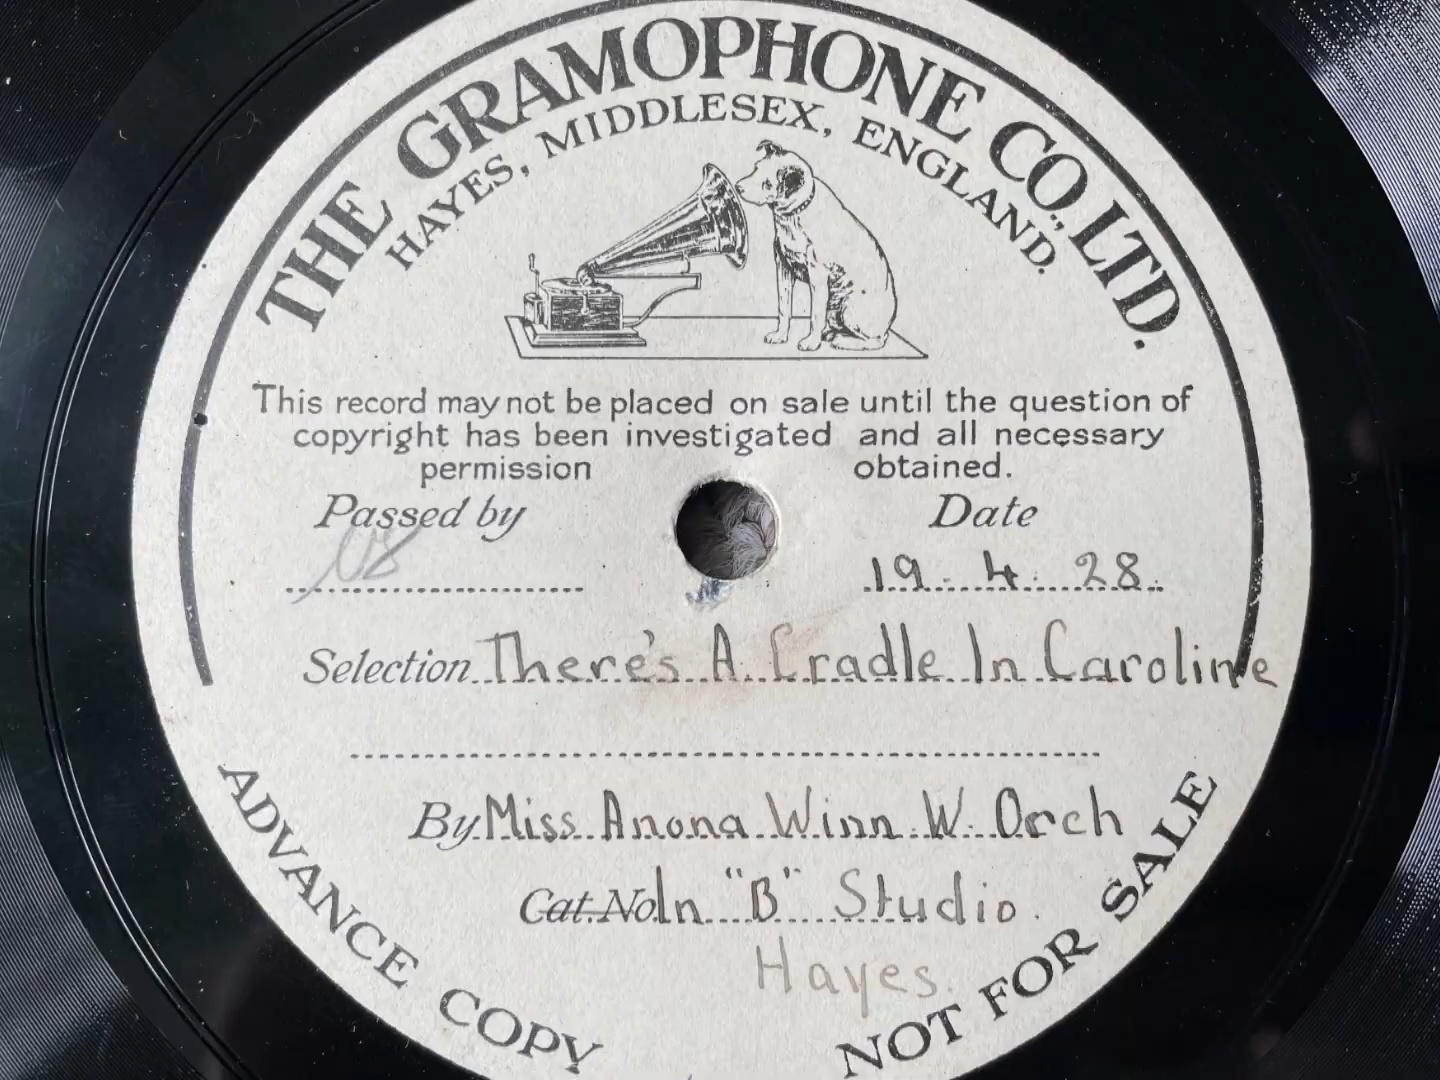 THE GRAMOPHONE CO., LTD.
HAYES, MIDDLESEX, ENGLAND.
This record may not be placed on sale until the question of
copyright has been investigated and all necessary
permission obtained.
Passed by Date
19.4.28.
Selection There's A Cradle In Caroline
By Miss Anona Winn W. Orch
Cat. No. In "B" Studio.
Hayes.
ADVANCE COPY NOT FOR SALE